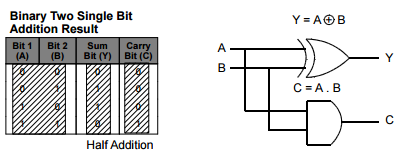 Binary Two Single Bit
Addition Result
Bit 1 (A) Bit 2 (B) Sum Bit (Y) Carry Bit (C)
0 0 0 0
0 1 1 0
1 0 1 0
1 1 0 1
Half Addition
Y = A ⊕ B
A
B
Y
C = A . B
C